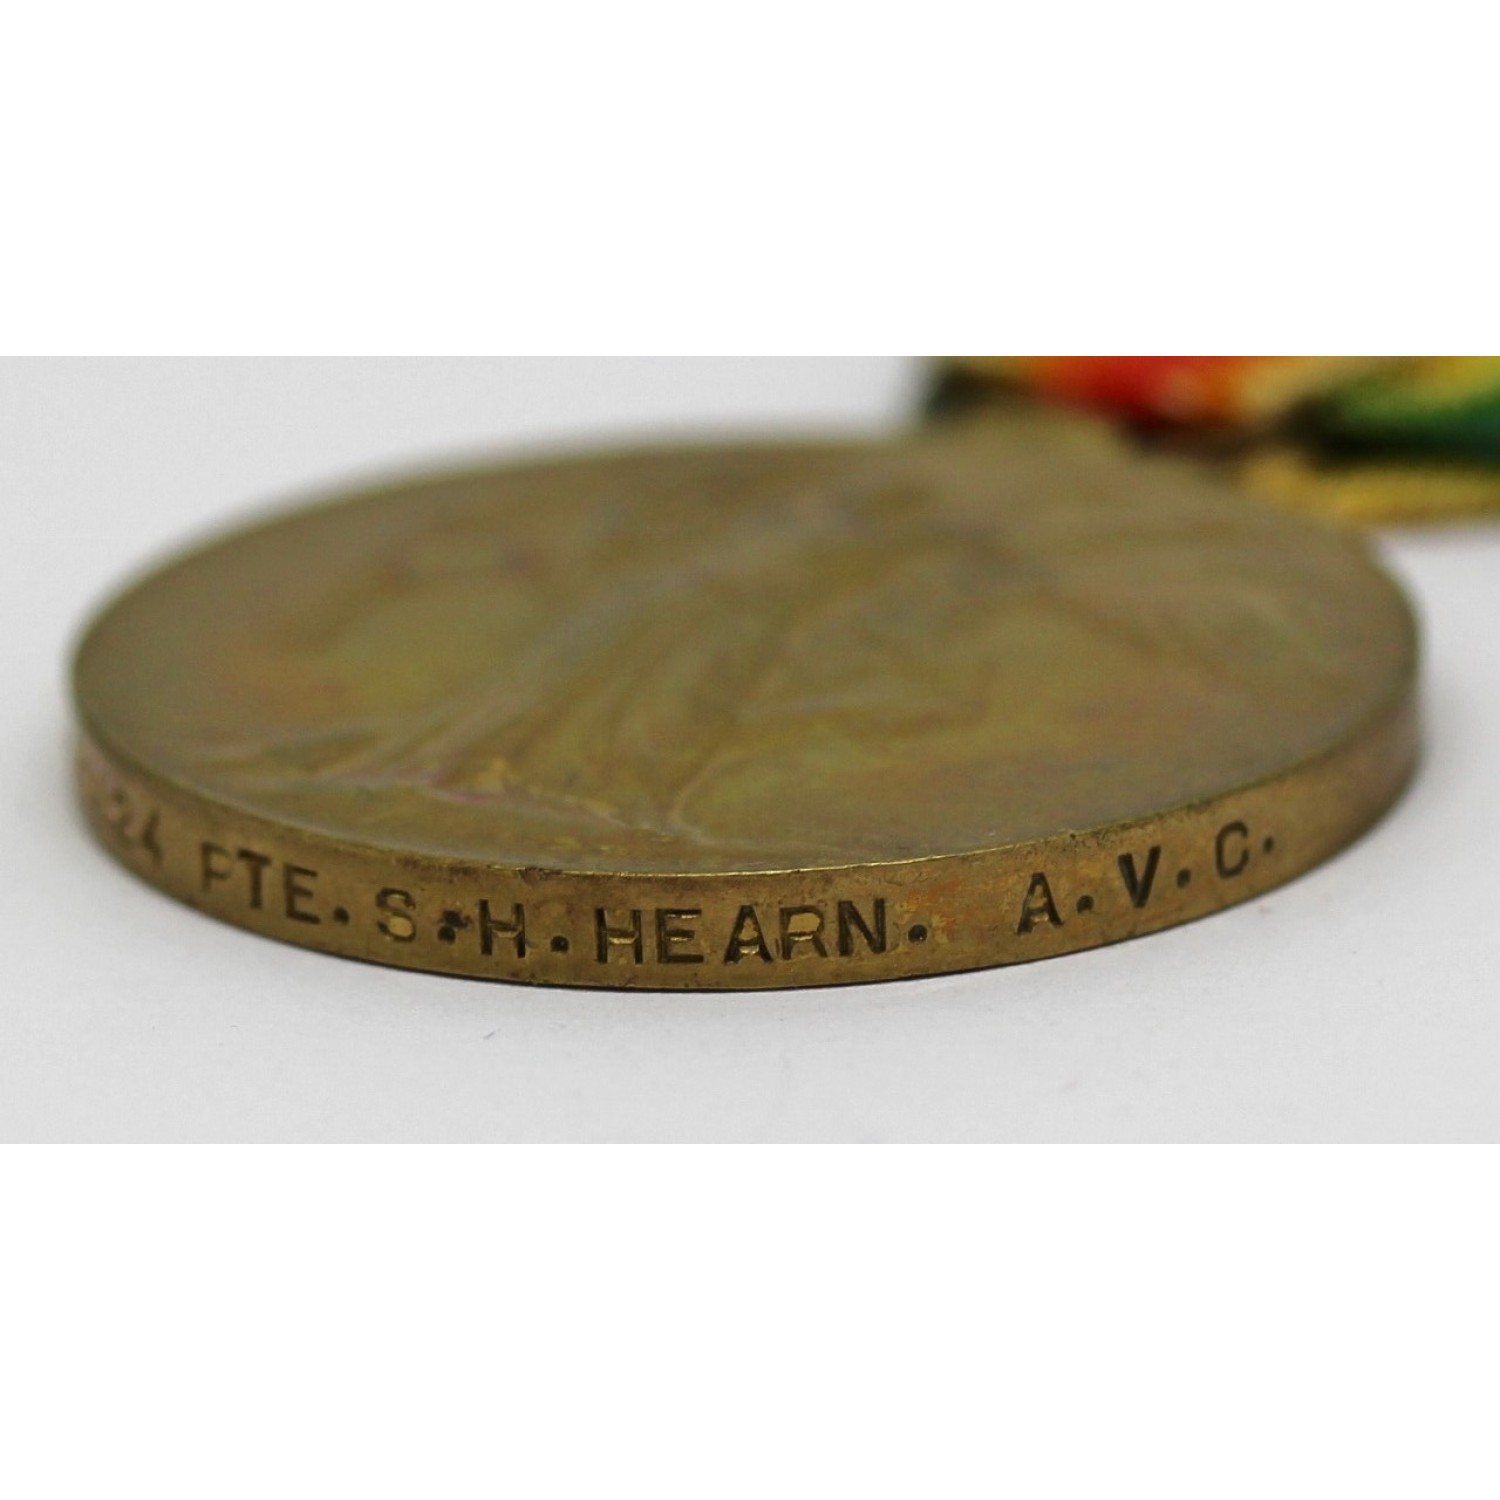 PTE. S. H. HEARN. A. V. C.